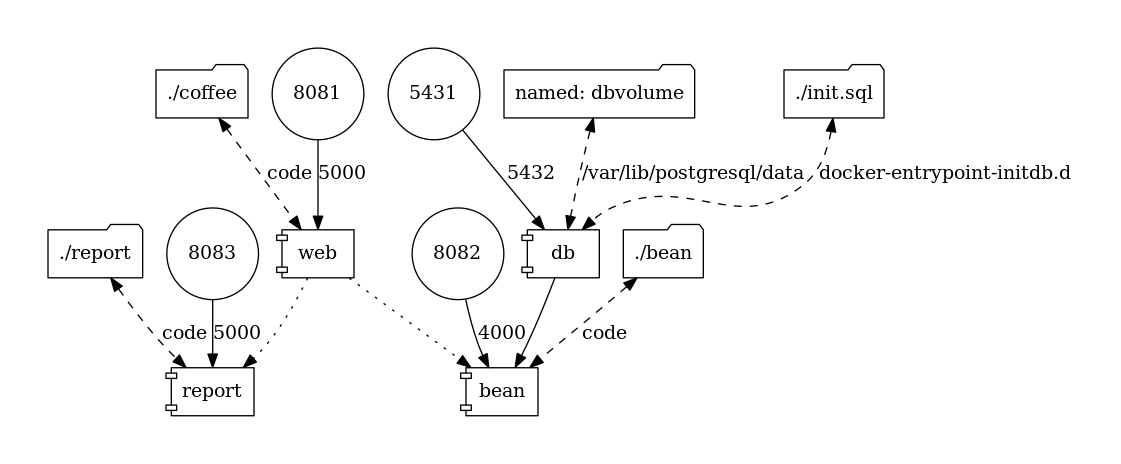 ./coffee
8081
5431
named: dbvolume
./init.sql
code
5000
5432
/var/lib/postgresql/data
docker-entrypoint-initdb.d
./report
8083
web
8082
db
./bean
code
5000
4000
code
report
bean